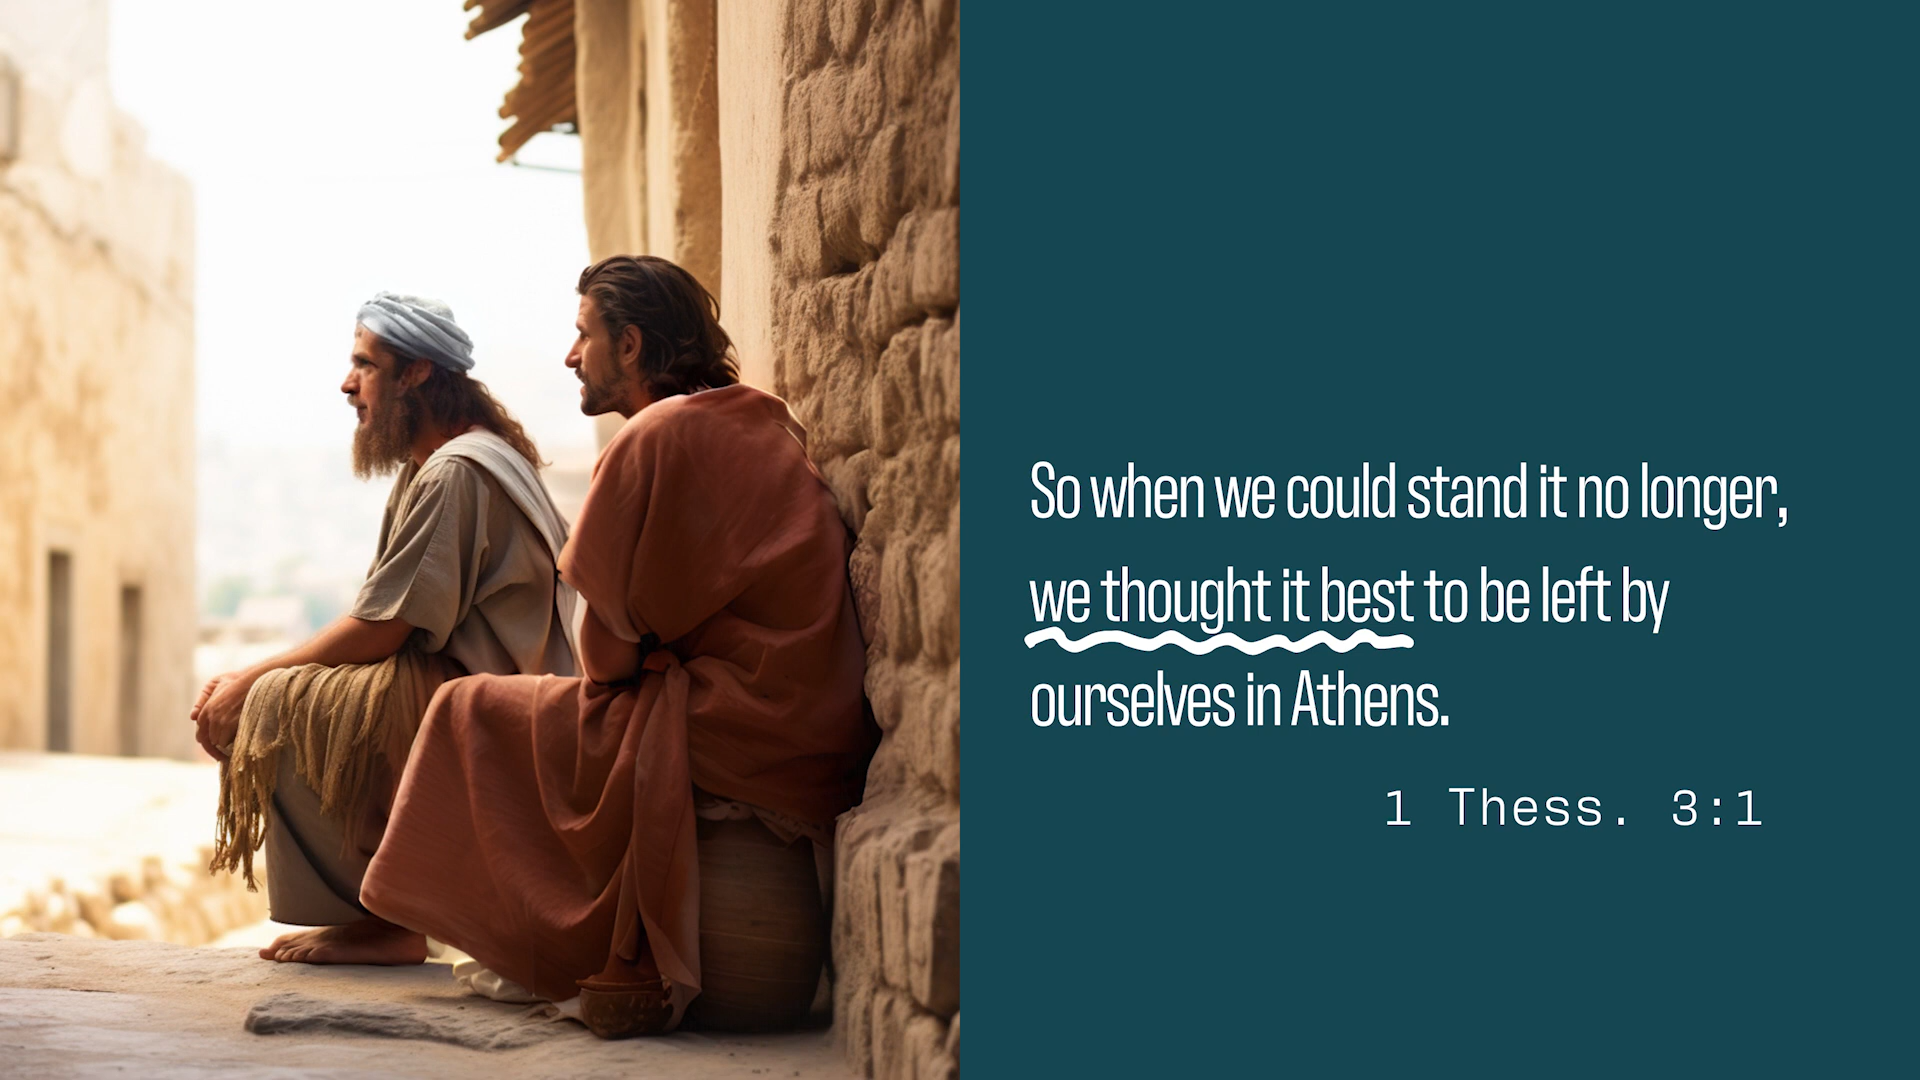 So when we could stand it no longer,
we thought it best to be left by
ourselves in Athens.
1 Thess. 3:1